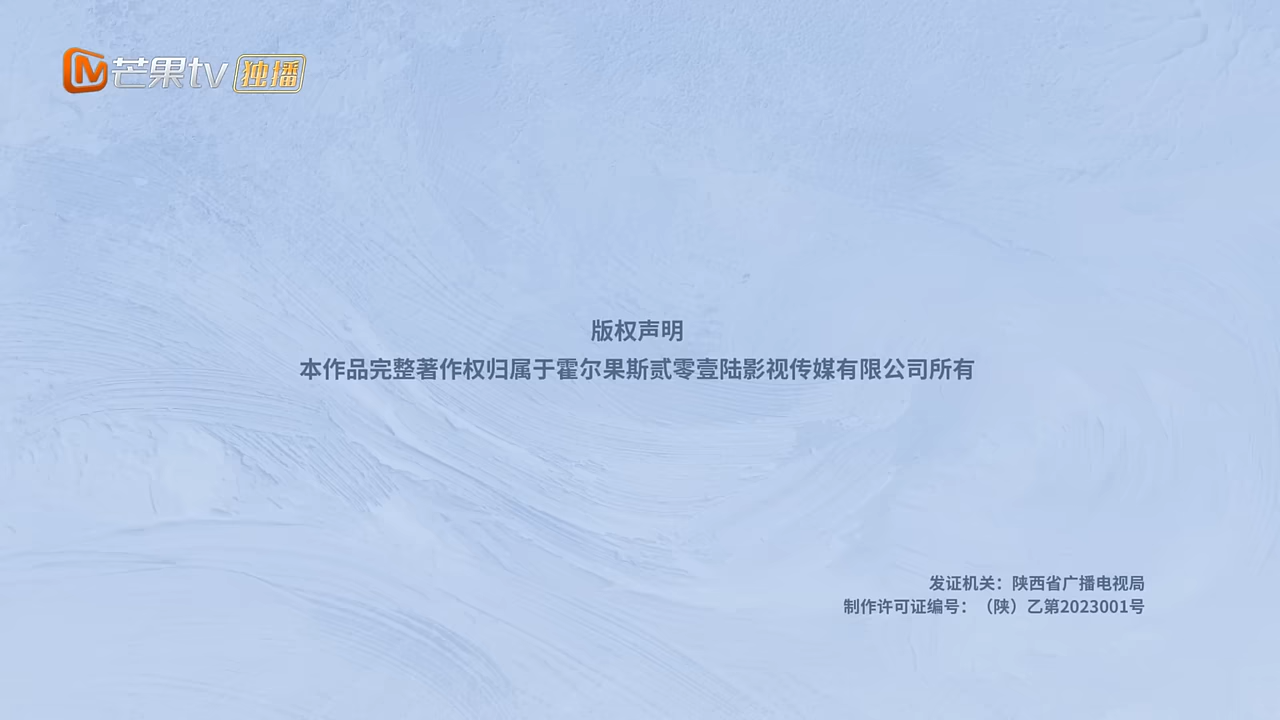 芒果tv 独播
版权声明
本作品完整著作权归属于霍尔果斯贰零壹陆影视传媒有限公司所有
发证机关：陕西省广播电视局
制作许可证编号：（陕）乙第2023001号